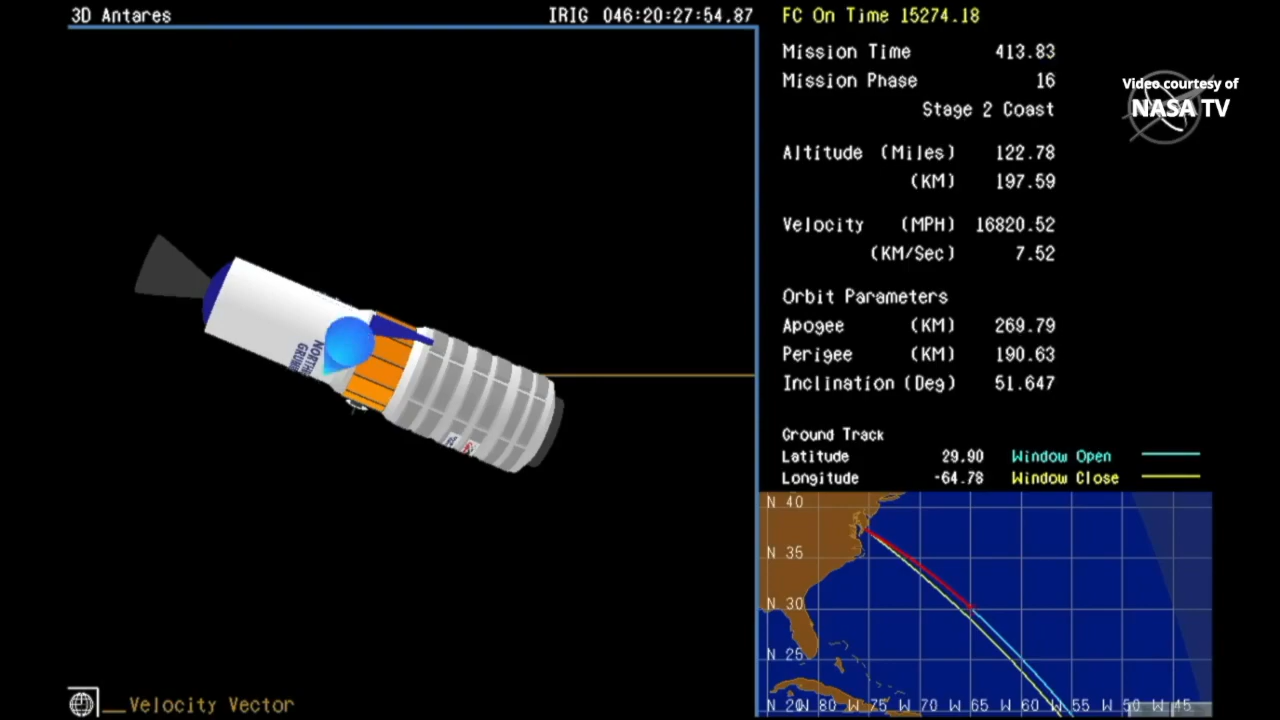 3D Antares
IRIG 046:20:27:54.87
FC On Time 15274.18
Mission Time 413.83
Mission Phase 16
Stage 2 Coast
Altitude (Miles) 122.78
(KM) 197.59
Velocity (MPH) 16820.52
(KM/Sec) 7.52
Orbit Parameters
Apogee (KM) 269.79
Perigee (KM) 190.63
Inclination (Deg) 51.647
Ground Track
Latitude 29.90 Window Open
Longitude -64.78 Window Close
Video courtesy of
NASA TV
N 40
N 35
N 30
N 25
N 20 W 80 W 75 W 70 W 65 W 60 W 55 W 50 W 45
Velocity Vector